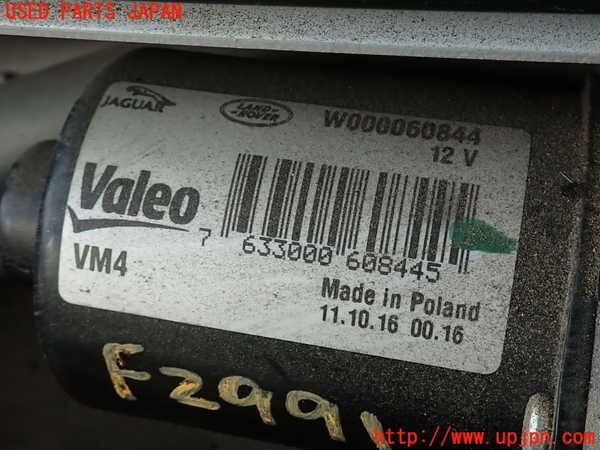 USED PARTS JAPAN
JAGUAR
LAND-
ROVER
W000060844
12 V
Valeo
7 633000 608445
VM4
Made in Poland
11.10.16 00.16
F299
http://www.upjpn.com/